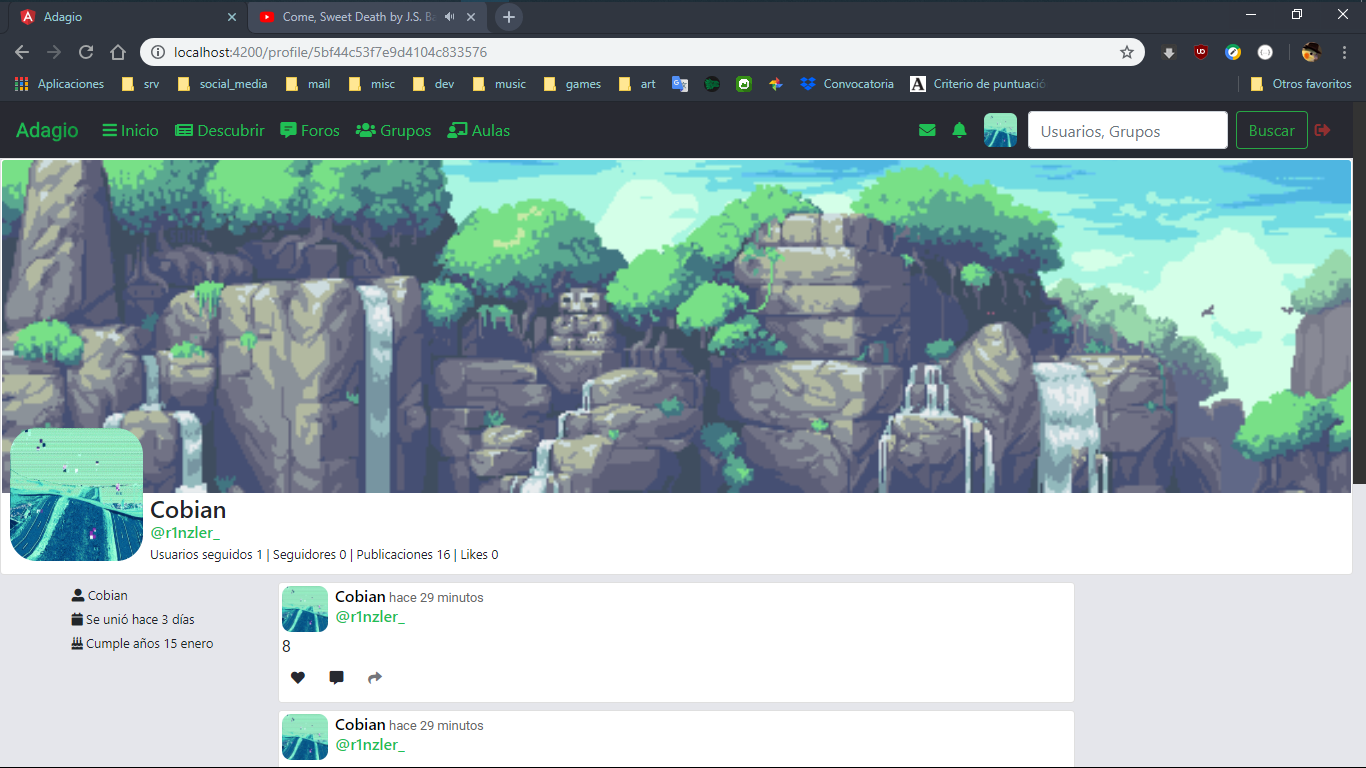 Adagio
Come, Sweet Death by J.S. Ba
localhost:4200/profile/5bf44c53f7e9d4104c833576
Aplicaciones srv social_media mail misc dev music games art Convocatoria Criterio de puntuació Otros favoritos
Adagio Inicio Descubrir Foros Grupos Aulas Usuarios, Grupos Buscar
Cobian
@r1nzler_
Usuarios seguidos 1 | Seguidores 0 | Publicaciones 16 | Likes 0
Cobian
Se unió hace 3 días
Cumple años 15 enero
Cobian hace 29 minutos
@r1nzler_
8
Cobian hace 29 minutos
@r1nzler_